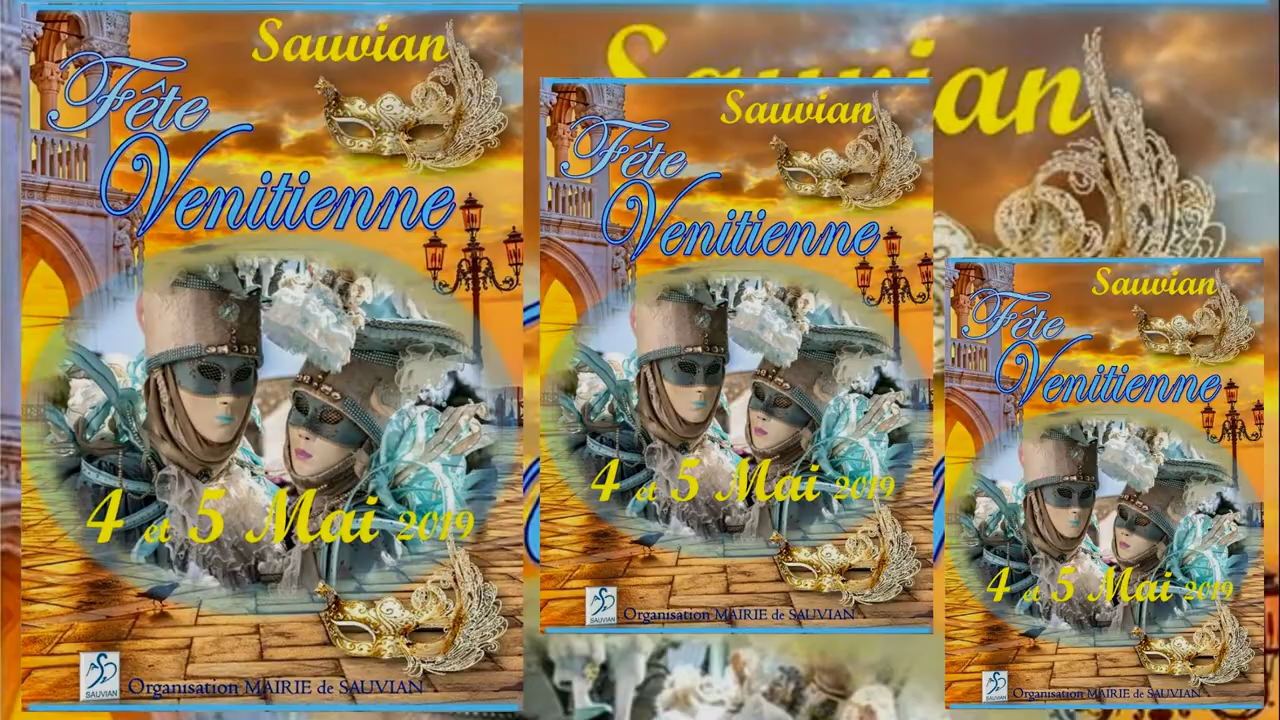 Sauvian
Fête
Venitienne
4 et 5 Mai 2019
SAUVIAN
Organisation MAIRIE de SAUVIAN
Sauvian
Sauvian
Fête
Venitienne
4 et 5 Mai 2019
SAUVIAN
Organisation MAIRIE de SAUVIAN
Sauvian
Fête
Venitienne
4 et 5 Mai 2019
SAUVIAN
Organisation MAIRIE de SAUVIAN